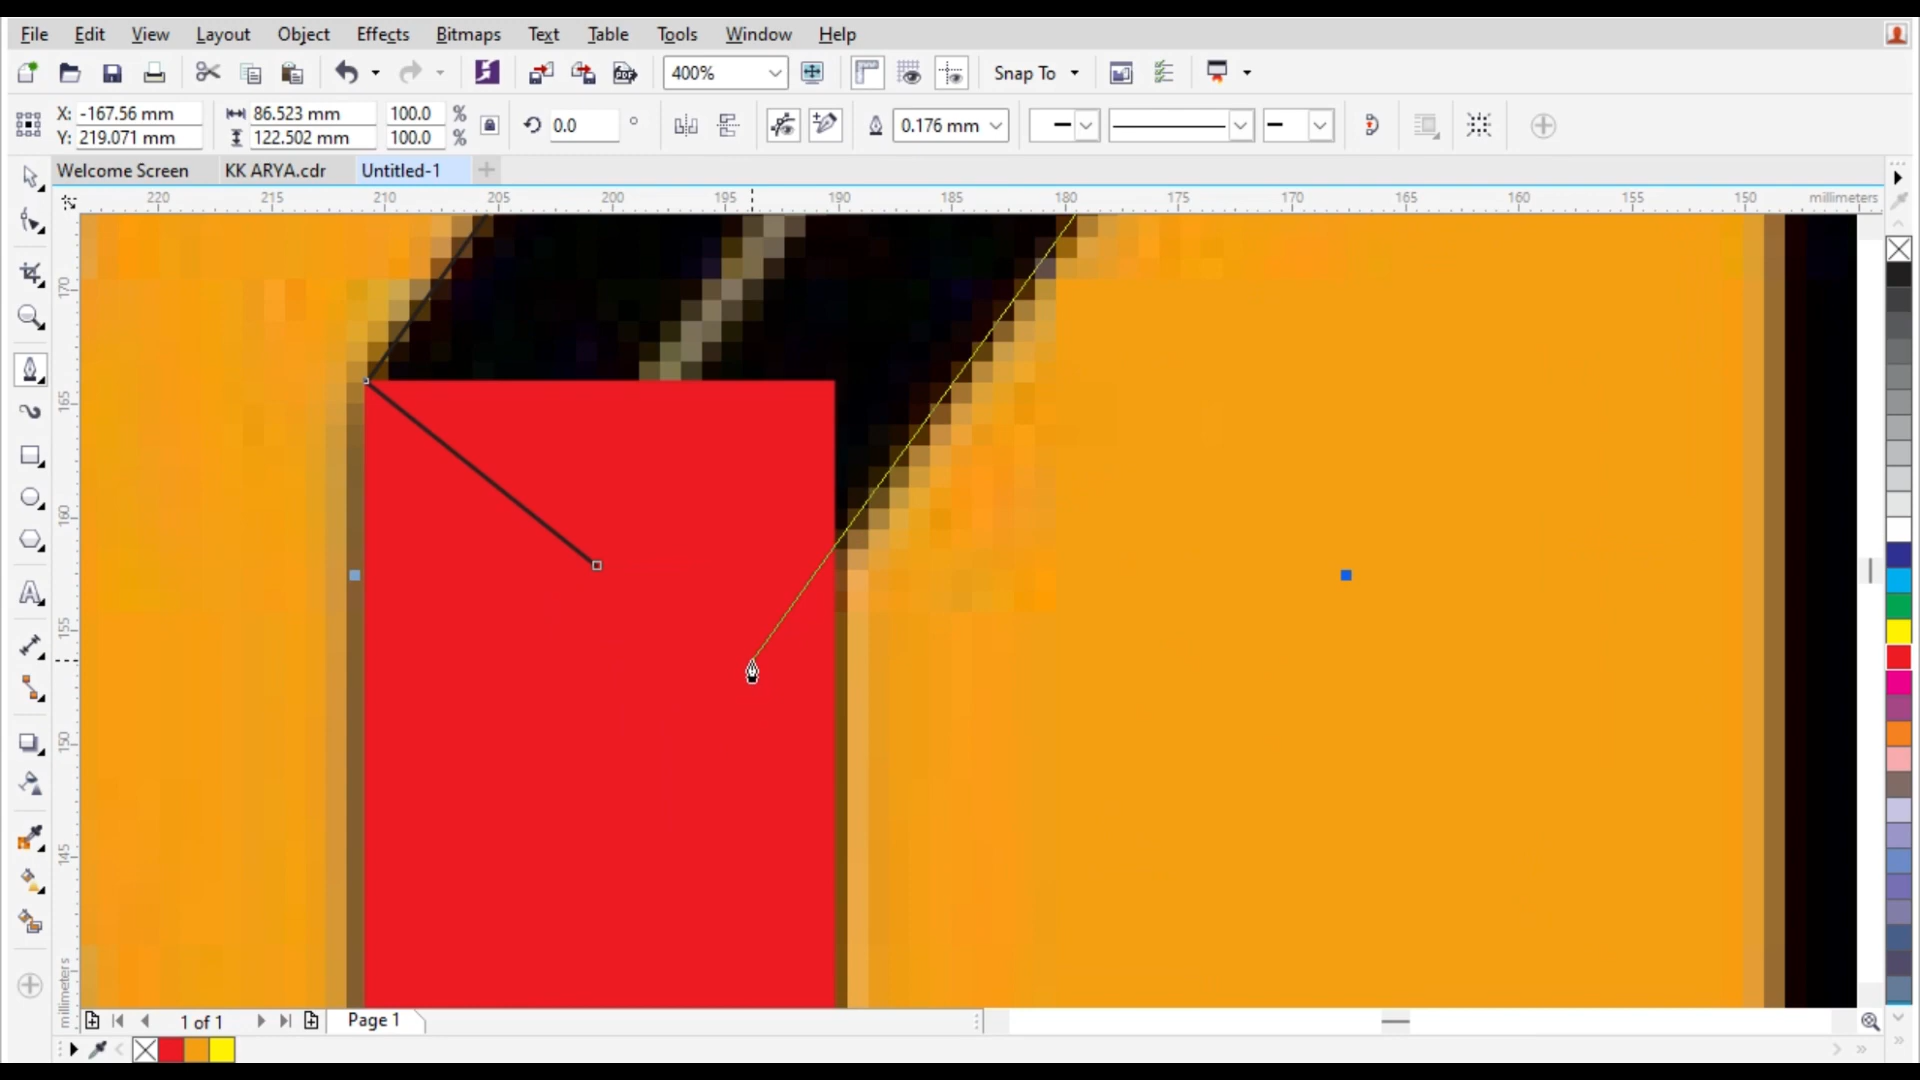 File Edit View Layout Object Effects Bitmaps Text Table Tools Window Help
PDF 400% Snap To
X: -167.56 mm 86.523 mm 100.0 % 0.0 ° 0.176 mm
Y: 219.071 mm 122.502 mm 100.0 %
Welcome Screen KK ARYA.cdr Untitled-1
220 215 210 205 200 195 190 185 180 175 170 165 160 155 150 millimeters
170
165
160
155
150
145
millimeters
1 of 1 Page 1